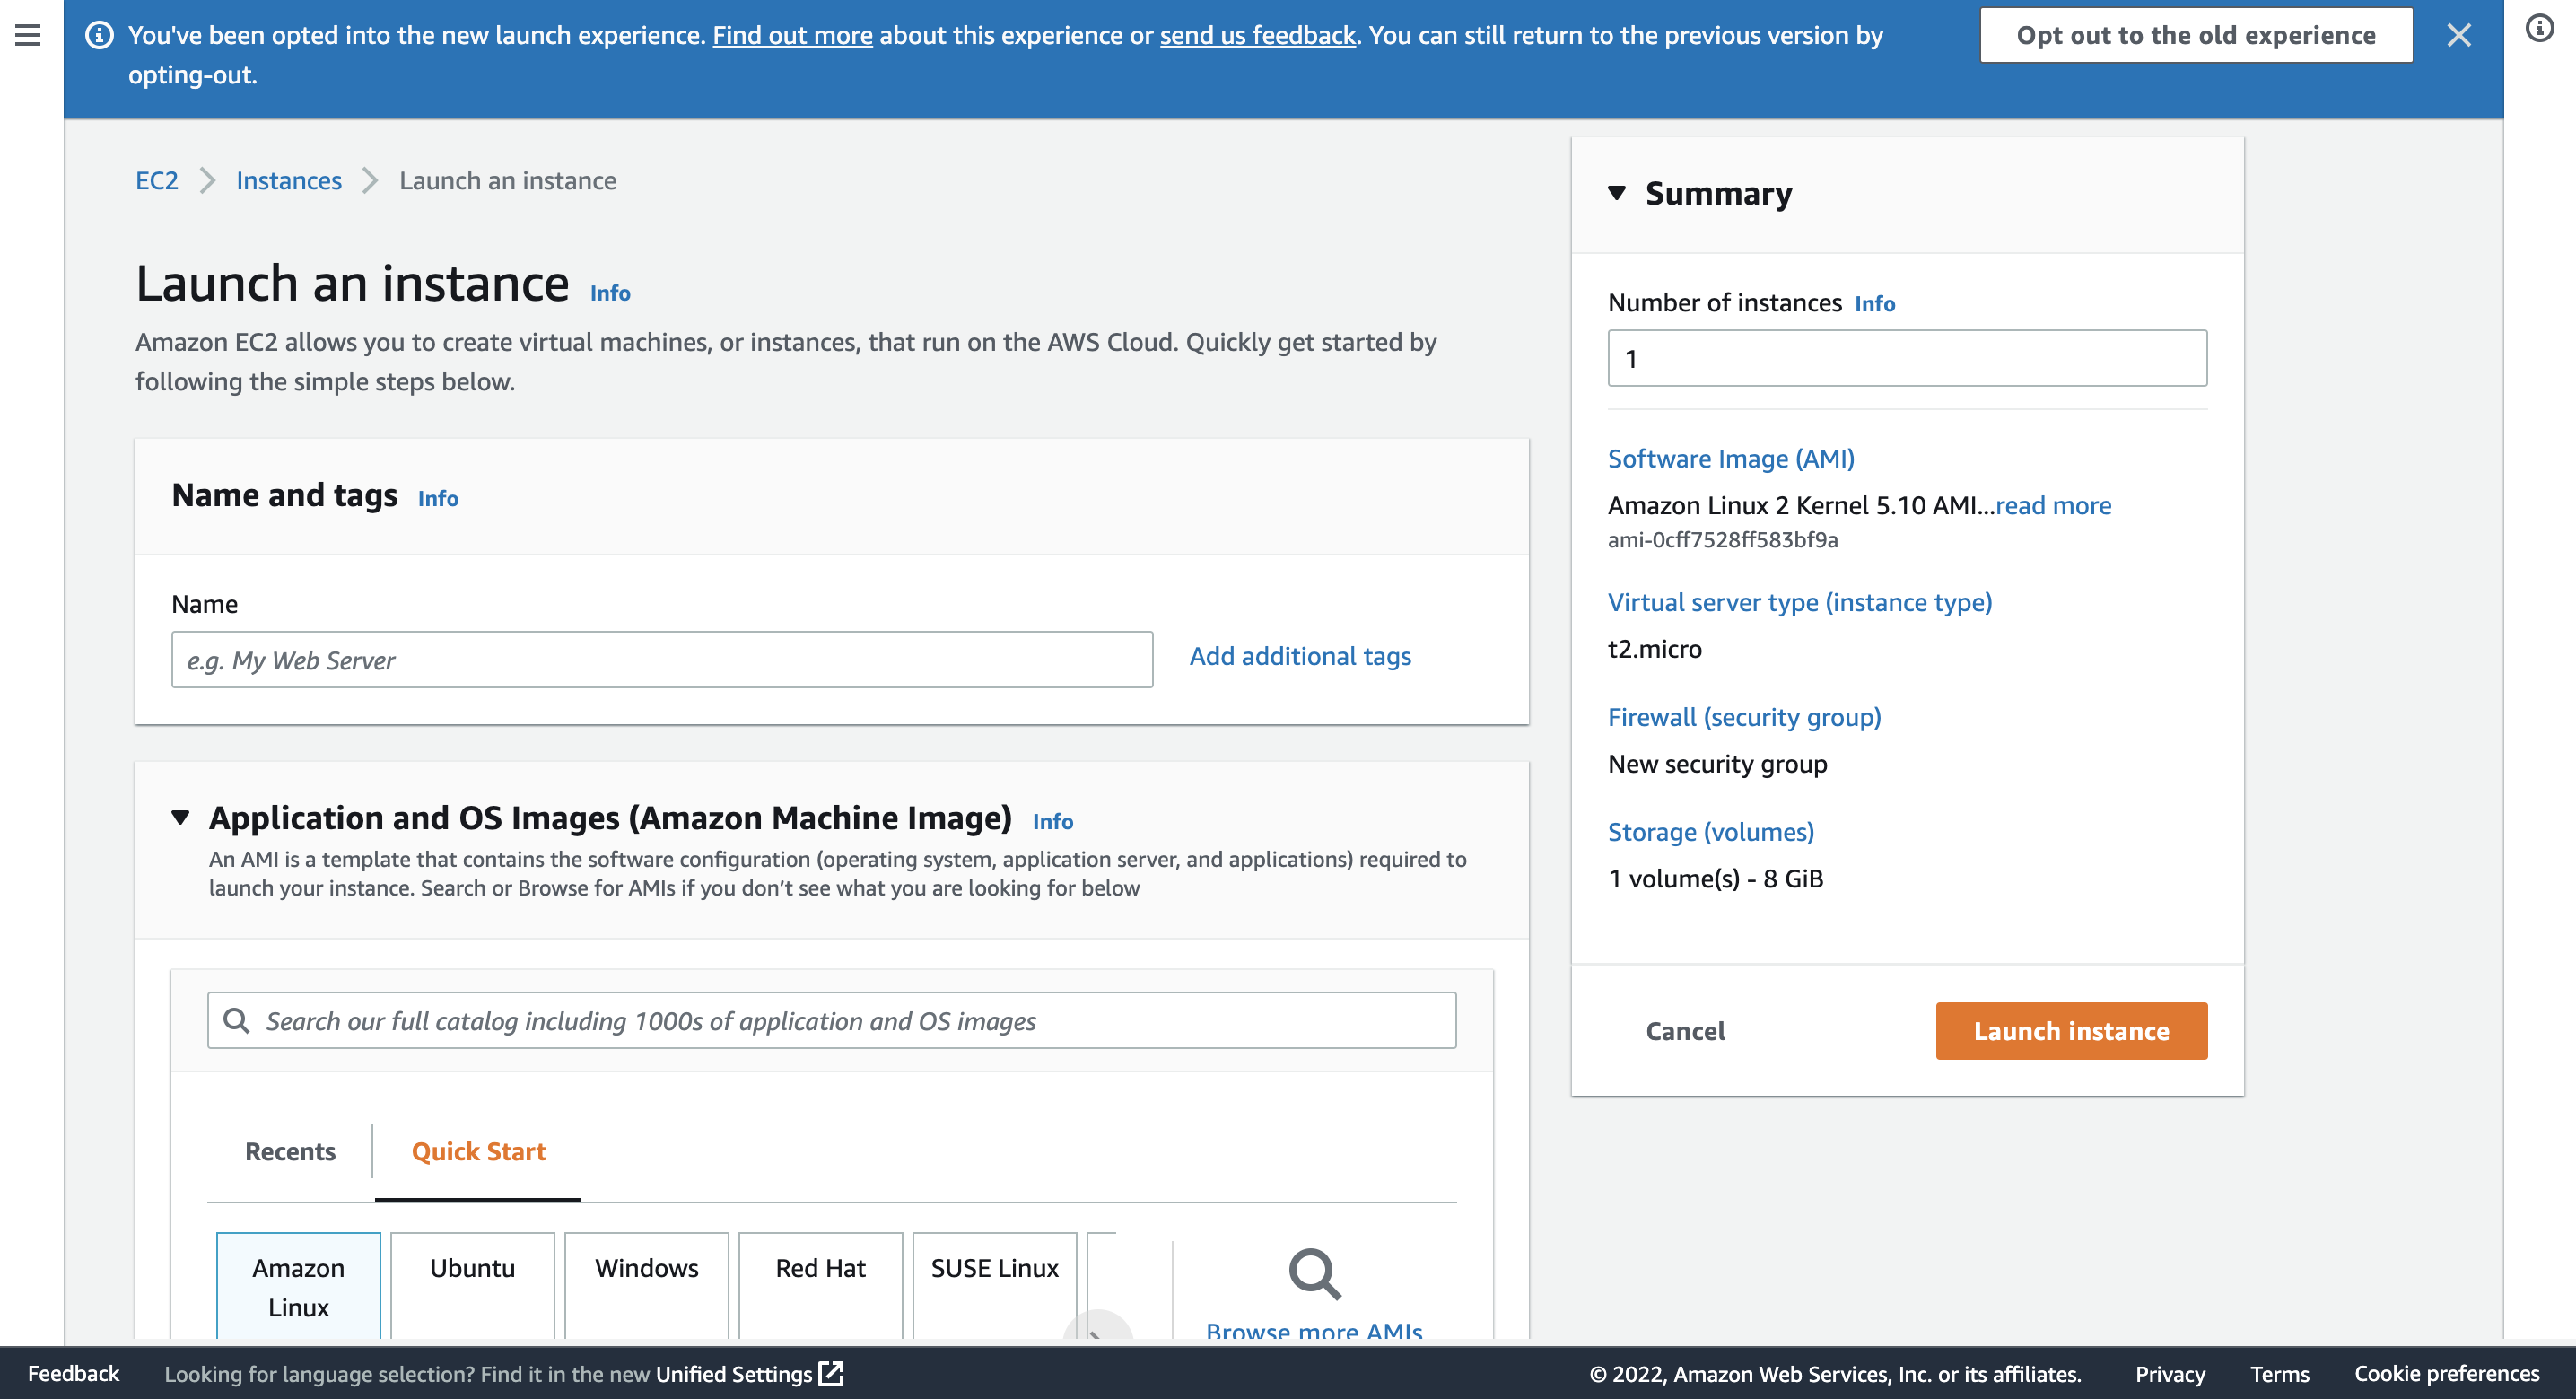 You've been opted into the new launch experience. Find out more about this experience or send us feedback. You can still return to the previous version by
opting-out.
Opt out to the old experience
EC2
Instances
Launch an instance
Launch an instance Info
Amazon EC2 allows you to create virtual machines, or instances, that run on the AWS Cloud. Quickly get started by
following the simple steps below.
Name and tags Info
Name
e.g. My Web Server
Add additional tags
Application and OS Images (Amazon Machine Image) Info
An AMI is a template that contains the software configuration (operating system, application server, and applications) required to
launch your instance. Search or Browse for AMIs if you don’t see what you are looking for below
Search our full catalog including 1000s of application and OS images
Recents
Quick Start
Amazon
Linux
Ubuntu
Windows
Red Hat
SUSE Linux
Browse more AMIs
Summary
Number of instances Info
1
Software Image (AMI)
Amazon Linux 2 Kernel 5.10 AMI...read more
ami-0cff7528ff583bf9a
Virtual server type (instance type)
t2.micro
Firewall (security group)
New security group
Storage (volumes)
1 volume(s) - 8 GiB
Cancel
Launch instance
Feedback
Looking for language selection? Find it in the new Unified Settings
© 2022, Amazon Web Services, Inc. or its affiliates.
Privacy
Terms
Cookie preferences